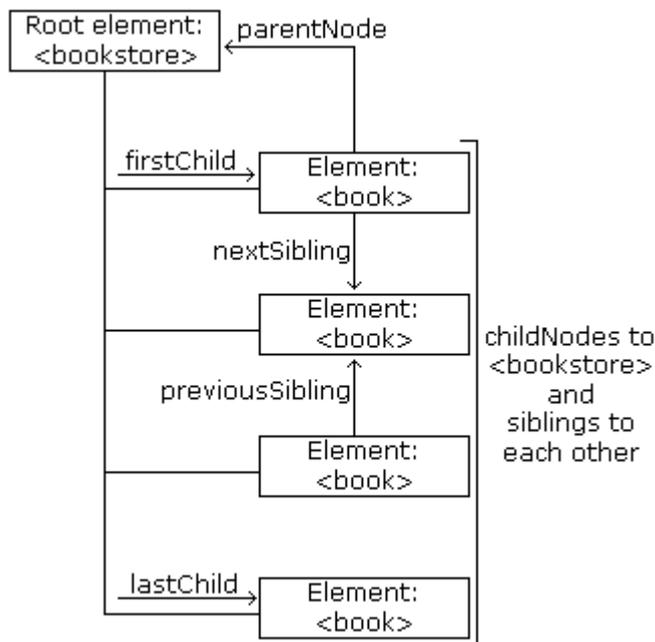 Root element:
<bookstore>
parentNode
firstChild
Element:
<book>
nextSibling
Element:
<book>
previousSibling
Element:
<book>
lastChild
Element:
<book>
childNodes to
<bookstore>
and
siblings to
each other